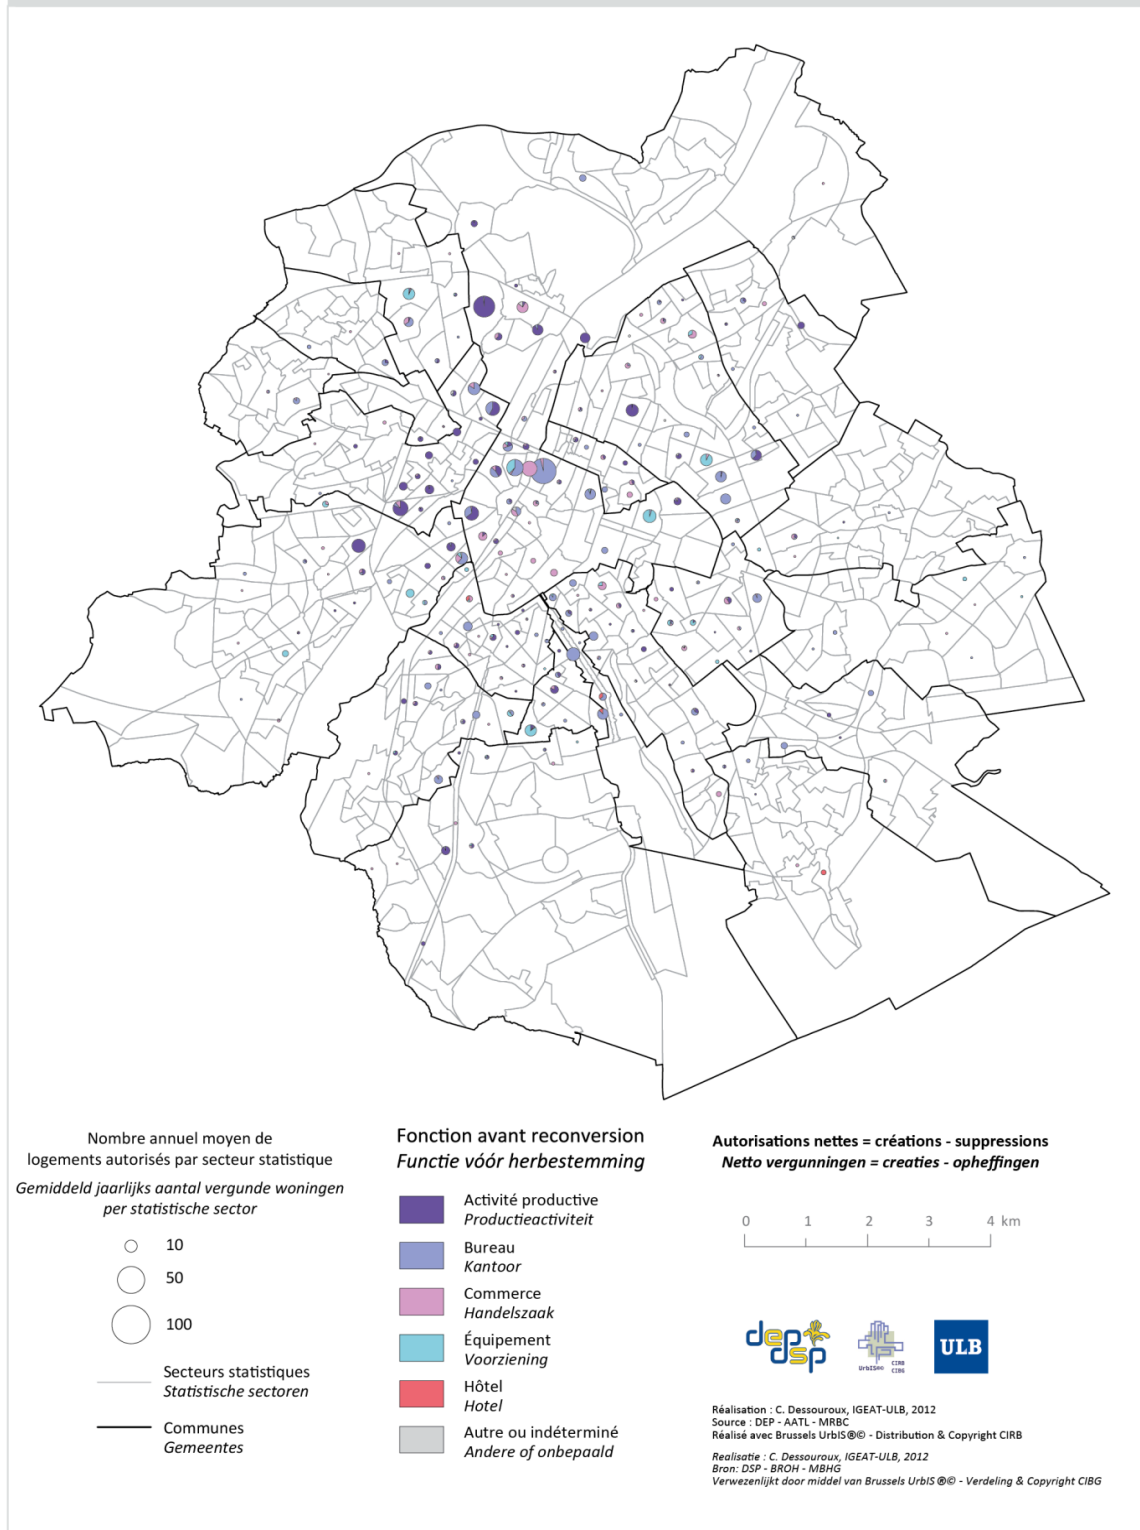 Nombre annuel moyen de
logements autorisés par secteur statistique
Gemiddeld jaarlijks aantal vergunde woningen
per statistische sector
10
50
100
Secteurs statistiques
Statistische sectoren
Communes
Gemeentes
Fonction avant reconversion
Functie vóór herbestemming
Activité productive
Productieactiviteit
Bureau
Kantoor
Commerce
Handelszaak
Équipement
Voorziening
Hôtel
Hotel
Autre ou indéterminé
Andere of onbepaald
Autorisations nettes = créations - suppressions
Netto vergunningen = creaties - opheffingen
0 1 2 3 4 km
dep
dsp
UrbIS®©
CIRB
CIBG
ULB
Réalisation : C. Dessouroux, IGEAT-ULB, 2012
Source : DEP - AATL - MRBC
Réalisé avec Brussels UrbIS®© - Distribution & Copyright CIRB
Realisatie : C. Dessouroux, IGEAT-ULB, 2012
Bron: DSP - BROH - MBHG
Verwezenlijkt door middel van Brussels UrbIS ®© - Verdeling & Copyright CIBG